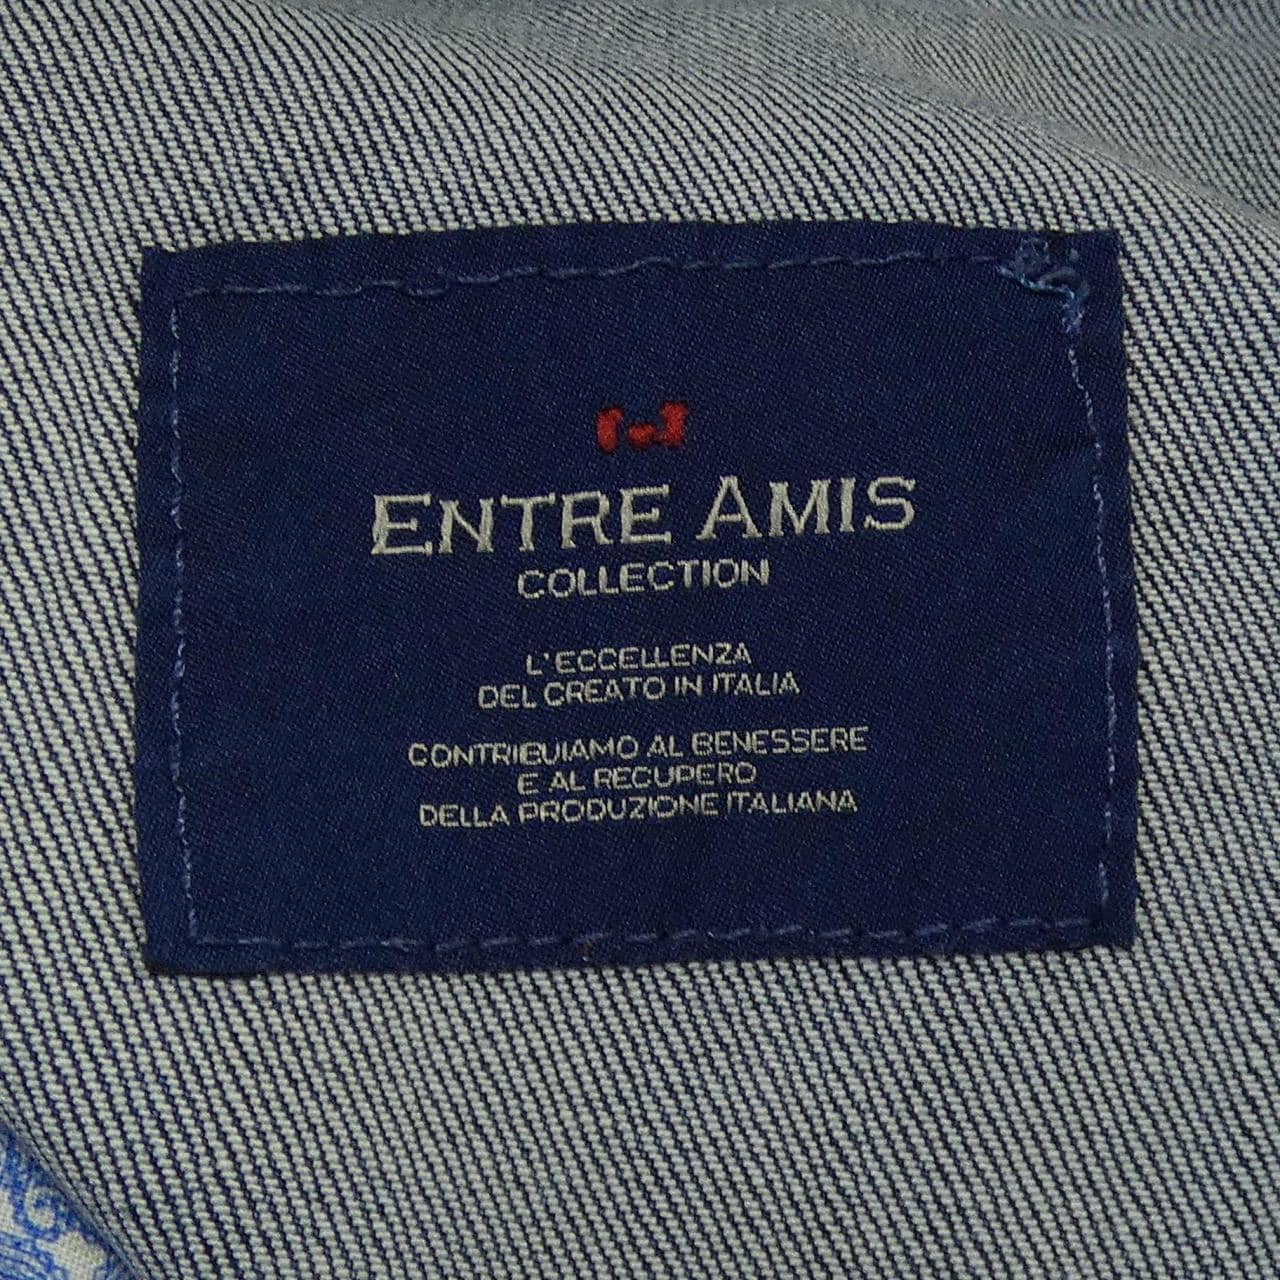 ENTRE AMIS
COLLECTION
L'ECCELLENZA
DEL CREATO IN ITALIA
CONTRIBUIAMO AL BENESSERE
E AL RECUPERO
DELLA PRODUZIONE ITALIANA